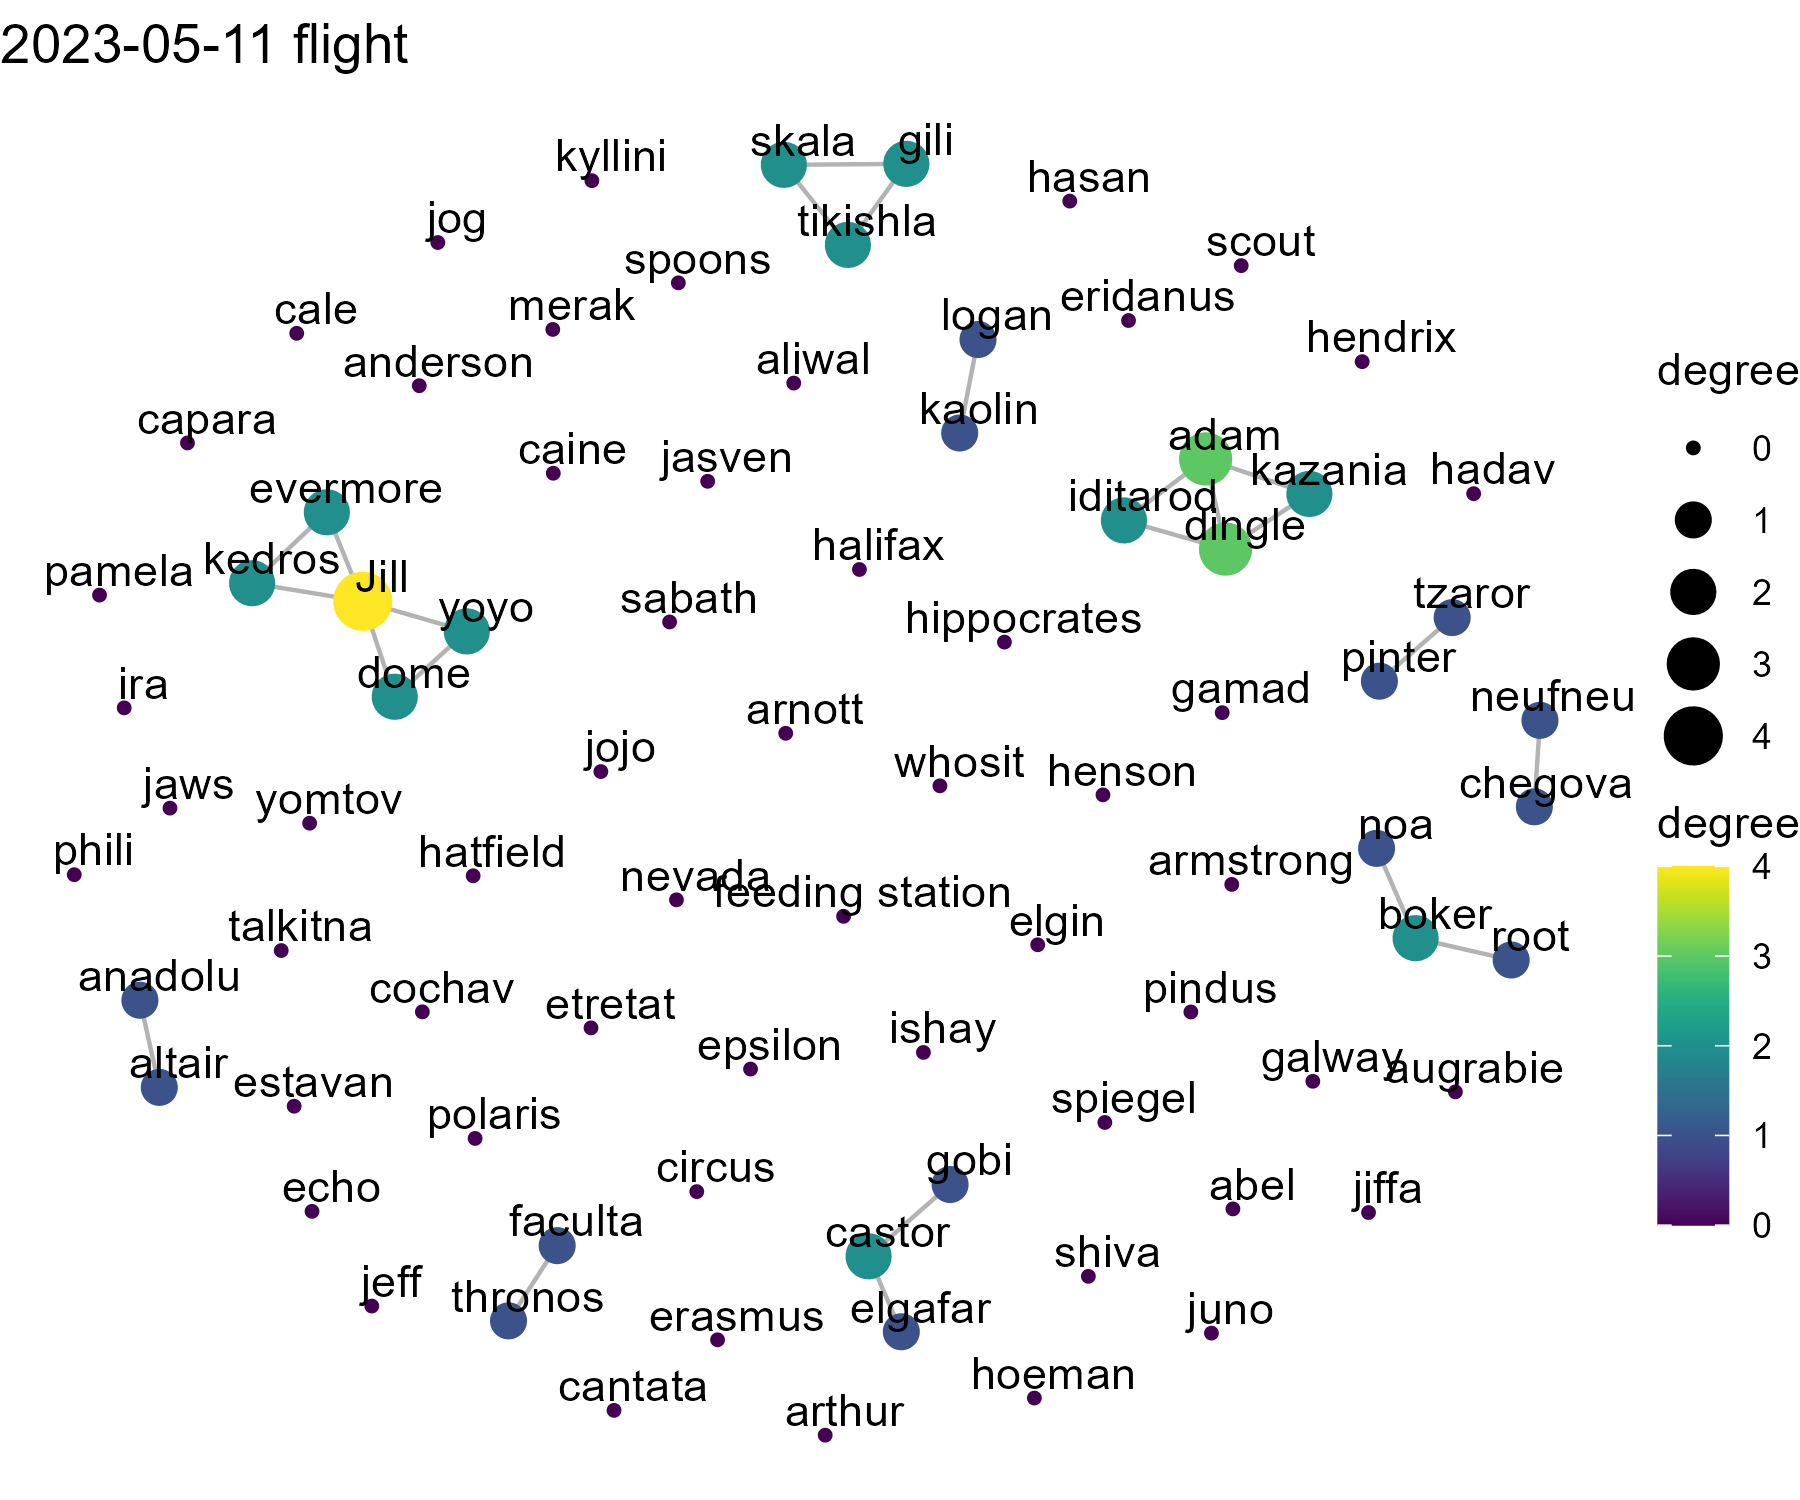 2023-05-11 flight
skala
gili
kyllini
hasan
tikishla
jog
scout
spoons
eridanus
merak
cale
logan
hendrix
anderson
aliwal
degree
kaolin
capara
adam
0
caine
jasven
kazania
hadav
evermore
iditarod
dingle
1
halifax
kedros
pamela
Jill
2
tzaror
sabath
yoyo
hippocrates
pinter
3
dome
ira
gamad
neufneu
arnott
4
jojo
whosit
henson
jaws
chegova
yomtov
noa
degree
phili
hatfield
armstrong
4
nevada
feeding station
boker
elgin
talkitna
root
3
anadolu
cochav
pindus
etretat
ishay
epsilon
2
altair
galway
augrabie
estavan
spiegel
polaris
1
gobi
circus
echo
abel
jiffa
faculta
0
castor
shiva
jeff
thronos
elgafar
juno
erasmus
hoeman
cantata
arthur